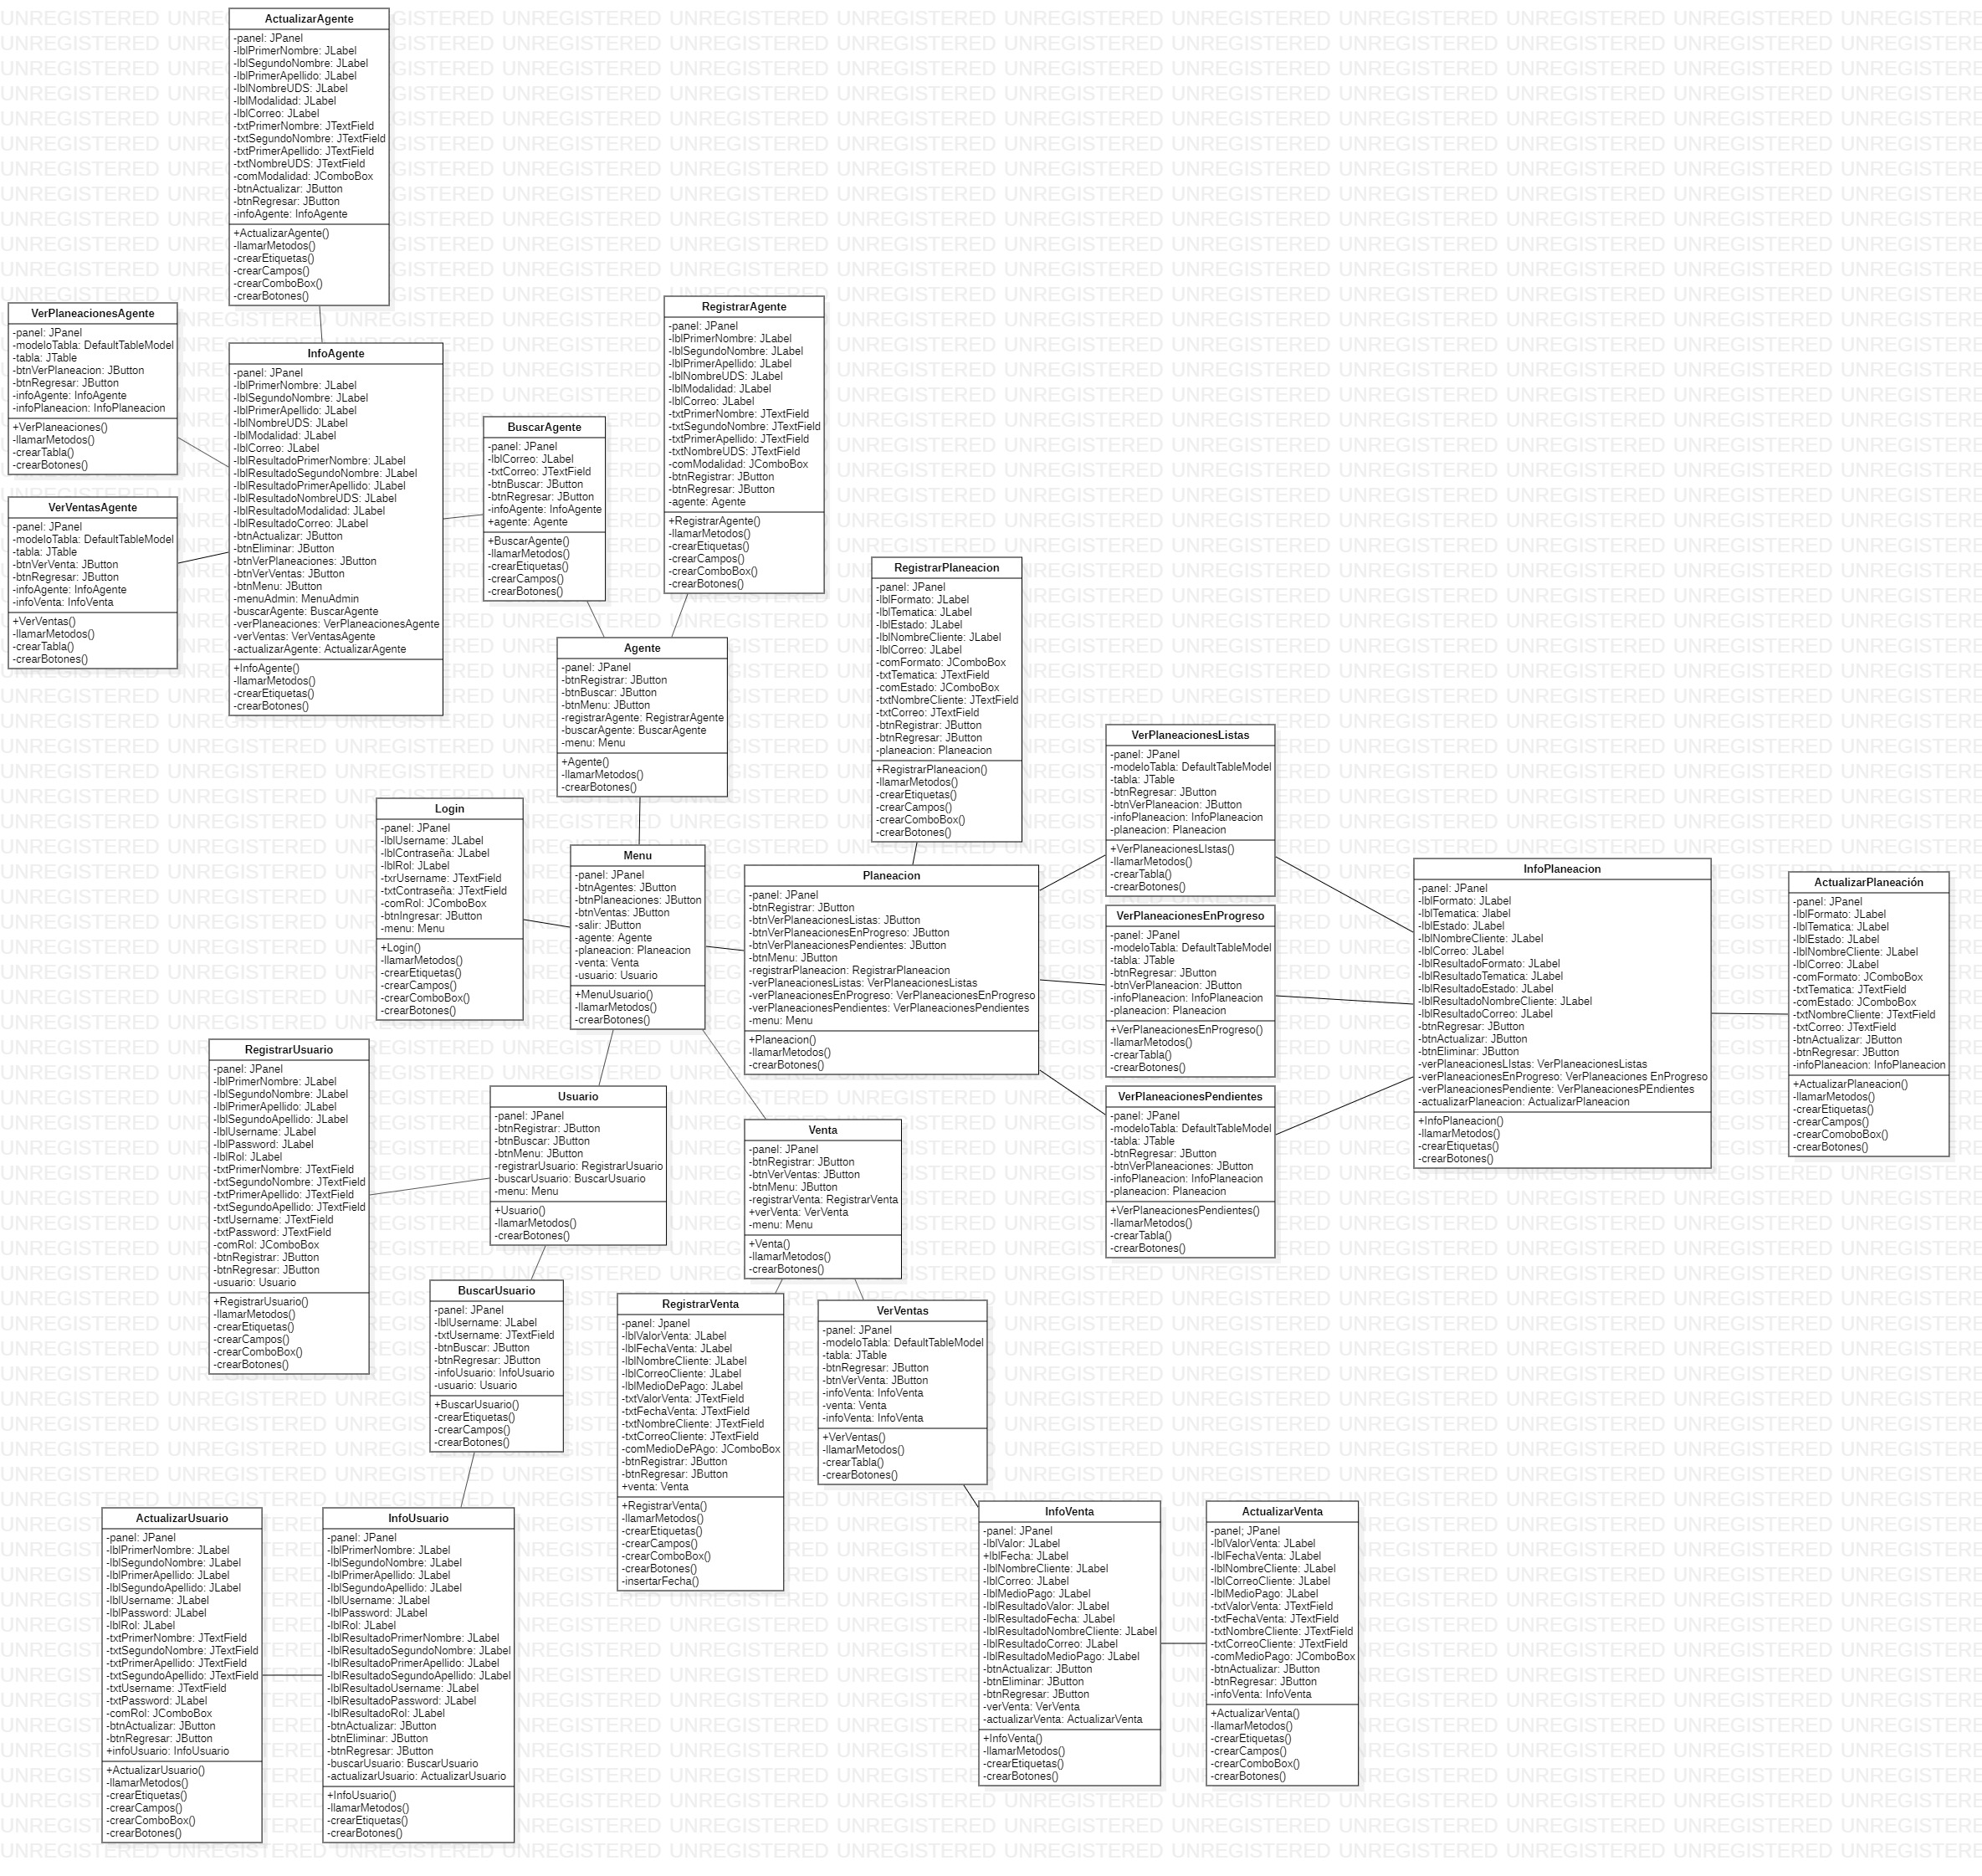 ActualizarAgente
-panel: JPanel
-lblPrimerNombre: JLabel
-lblSegundoNombre: JLabel
-lblPrimerApellido: JLabel
-lblNombreUDS: JLabel
-lblModalidad: JLabel
-lblCorreo: JLabel
-txtPrimerNombre: JTextField
-txtSegundoNombre: JTextField
-txtPrimerApellido: JTextField
-txtNombreUDS: JTextField
-comModalidad: JComboBox
-btnActualizar: JButton
-btnRegresar: JButton
-infoAgente: InfoAgente
+ActualizarAgente()
-llamarMetodos()
-crearEtiquetas()
-crearCampos()
-crearComboBox()
-crearBotones()
VerPlaneacionesAgente
-panel: JPanel
-modeloTabla: DefaultTableModel
-tabla: JTable
-btnVerPlaneacion: JButton
-btnRegresar: JButton
-infoAgente: InfoAgente
-infoPlaneacion: InfoPlaneacion
+VerPlaneaciones()
-llamarMetodos()
-crearTabla()
-crearBotones()
VerVentasAgente
-panel: JPanel
-modeloTabla: DefaultTableModel
-tabla: JTable
-btnVerVenta: JButton
-btnRegresar: JButton
-infoAgente: InfoAgente
-infoVenta: InfoVenta
+VerVentas()
-llamarMetodos()
-crearTabla()
-crearBotones()
InfoAgente
-panel: JPanel
-lblPrimerNombre: JLabel
-lblSegundoNombre: JLabel
-lblPrimerApellido: JLabel
-lblNombreUDS: JLabel
-lblModalidad: JLabel
-lblCorreo: JLabel
-lblResultadoPrimerNombre: JLabel
-lblResultadoSegundoNombre: JLabel
-lblResultadoPrimerApellido: JLabel
-lblResultadoNombreUDS: JLabel
-lblResultadoModalidad: JLabel
-lblResultadoCorreo: JLabel
-btnActualizar: JButton
-btnEliminar: JButton
-btnVerPlaneaciones: JButton
-btnVerVentas: JButton
-btnMenu: JButton
-menuAdmin: MenuAdmin
-buscarAgente: BuscarAgente
-verPlaneaciones: VerPlaneacionesAgente
-verVentas: VerVentasAgente
-actualizarAgente: ActualizarAgente
+InfoAgente()
-llamarMetodos()
-crearEtiquetas()
-crearBotones()
BuscarAgente
-panel: JPanel
-lblCorreo: JLabel
-txtCorreo: JTextField
-btnBuscar: JButton
-btnRegresar: JButton
-infoAgente: InfoAgente
+agente: Agente
+BuscarAgente()
-llamarMetodos()
-crearEtiquetas()
-crearCampos()
-crearBotones()
RegistrarAgente
-panel: JPanel
-lblPrimerNombre: JLabel
-lblSegundoNombre: JLabel
-lblPrimerApellido: JLabel
-lblNombreUDS: JLabel
-lblModalidad: JLabel
-lblCorreo: JLabel
-txtPrimerNombre: JTextField
-txtSegundoNombre: JTextField
-txtPrimerApellido: JTextField
-txtNombreUDS: JTextField
-comModalidad: JComboBox
-btnRegistrar: JButton
-btnRegresar: JButton
-agente: Agente
+RegistrarAgente()
-llamarMetodos()
-crearEtiquetas()
-crearCampos()
-crearComboBox()
-crearBotones()
Agente
-panel: JPanel
-btnRegistrar: JButton
-btnBuscar: JButton
-btnMenu: JButton
-registrarAgente: RegistrarAgente
-buscarAgente: BuscarAgente
-menu: Menu
+Agente()
-llamarMetodos()
-crearBotones()
RegistrarPlaneacion
-panel: JPanel
-lblFormato: JLabel
-lblTematica: JLabel
-lblEstado: JLabel
-lblNombreCliente: JLabel
-lblCorreo: JLabel
-comFormato: JComboBox
-txtTematica: JTextField
-comEstado: JComboBox
-txtNombreCliente: JTextField
-txtCorreo: JTextField
-btnRegistrar: JButton
-btnRegresar: JButton
-planeacion: Planeacion
+RegistrarPlaneacion()
-llamarMetodos()
-crearEtiquetas()
-crearCampos()
-crearComboBox()
-crearBotones()
Login
-panel: JPanel
-lblUsername: JLabel
-lblContraseña: JLabel
-lblRol: JLabel
-txrUsername: JTextField
-txtContraseña: JTextField
-comRol: JComboBox
-btnIngresar: JButton
-menu: Menu
+Login()
-llamarMetodos()
-crearEtiquetas()
-crearCampos()
-crearComboBox()
-crearBotones()
Menu
-panel: JPanel
-btnAgentes: JButton
-btnPlaneaciones: JButton
-btnVentas: JButton
-salir: JButton
-agente: Agente
-planeacion: Planeacion
-venta: Venta
-usuario: Usuario
+MenuUsuario()
-llamarMetodos()
-crearBotones()
Planeacion
-panel: JPanel
-btnRegistrar: JButton
-btnVerPlaneacionesListas: JButton
-btnVerPlaneacionesEnProgreso: JButton
-btnVerPlaneacionesPendientes: JButton
-btnMenu: JButton
-registrarPlaneacion: RegistrarPlaneacion
-verPlaneacionesListas: VerPlaneacionesListas
-verPlaneacionesEnProgreso: VerPlaneacionesEnProgreso
-verPlaneacionesPendientes: VerPlaneacionesPendientes
-menu: Menu
+Planeacion()
-llamarMetodos()
-crearBotones()
VerPlaneacionesListas
-panel: JPanel
-modeloTabla: DefaultTableModel
-tabla: JTable
-btnRegresar: JButton
-btnVerPlaneacion: JButton
-infoPlaneacion: InfoPlaneacion
-planeacion: Planeacion
+VerPlaneacionesLIstas()
-llamarMetodos()
-crearTabla()
-crearBotones()
VerPlaneacionesEnProgreso
-panel: JPanel
-modeloTabla: DefaultTableModel
-tabla: JTable
-btnRegresar: JButton
-btnVerPlaneacion: JButton
-infoPlaneacion: InfoPlaneacion
-planeacion: Planeacion
+VerPlaneacionesEnProgreso()
-llamarMetodos()
-crearTabla()
-crearBotones()
VerPlaneacionesPendientes
-panel: JPanel
-modeloTabla: DefaultTableModel
-tabla: JTable
-btnRegresar: JButton
-btnVerPlaneaciones: JButton
-infoPlaneacion: InfoPlaneacion
-planeacion: Planeacion
+VerPlaneacionesPendientes()
-llamarMetodos()
-crearTabla()
-crearBotones()
InfoPlaneacion
-panel: JPanel
-lblFormato: JLabel
-lblTematica: Jlabel
-lblEstado: JLabel
-lblNombreCliente: JLabel
-lblCorreo: JLabel
-lblResultadoFormato: JLabel
-lblResultadoTematica: JLabel
-lblResultadoEstado: JLabel
-lblResultadoNombreCliente: JLabel
-lblResultadoCorreo: JLabel
-btnRegresar: JButton
-btnActualizar: JButton
-btnEliminar: JButton
-verPlaneacionesLIstas: VerPlaneacionesListas
-verPlaneacionesEnProgreso: VerPlaneaciones EnProgreso
-verPlaneacionesPendiente: VerPlaneacionesPEndientes
-actualizarPlaneacion: ActualizarPlaneacion
+InfoPlaneacion()
-llamarMetodos()
-crearEtiquetas()
-crearBotones()
ActualizarPlaneación
-panel: JPanel
-lblFormato: JLabel
-lblTematica: JLabel
-lblEstado: JLabel
-lblNombreCliente: JLabel
-lblCorreo: JLabel
-comFormato: JComboBox
-txtTematica: JTextField
-comEstado: JComboBox
-txtNombreCliente: JTextField
-txtCorreo: JTextField
-btnActualizar: JButton
-btnRegresar: JButton
-infoPlaneacion: InfoPlaneacion
+ActualizarPlaneacion()
-llamarMetodos()
-crearEtiquetas()
-crearCampos()
-crearComoboBox()
-crearBotones()
RegistrarUsuario
-panel: JPanel
-lblPrimerNombre: JLabel
-lblSegundoNombre: JLabel
-lblPrimerApellido: JLabel
-lblSegundoApellido: JLabel
-lblUsername: JLabel
-lblPassword: JLabel
-lblRol: JLabel
-txtPrimerNombre: JTextField
-txtSegundoNombre: JTextField
-txtPrimerApellido: JTextField
-txtSegundoApellido: JTextField
-txtUsername: JTextField
-txtPassword: JTextField
-comRol: JComboBox
-btnRegistrar: JButton
-btnRegresar: JButton
-usuario: Usuario
+RegistrarUsuario()
-llamarMetodos()
-crearEtiquetas()
-crearCampos()
-crearComboBox()
-crearBotones()
Usuario
-panel: JPanel
-btnRegistrar: JButton
-btnBuscar: JButton
-btnMenu: JButton
-registrarUsuario: RegistrarUsuario
-buscarUsuario: BuscarUsuario
-menu: Menu
+Usuario()
-llamarMetodos()
-crearBotones()
Venta
-panel: JPanel
-btnRegistrar: JButton
-btnVerVentas: JButton
-btnMenu: JButton
-registrarVenta: RegistrarVenta
+verVenta: VerVenta
-menu: Menu
+Venta()
-llamarMetodos()
-crearBotones()
BuscarUsuario
-panel: JPanel
-lblUsername: JLabel
-txtUsername: JTextField
-btnBuscar: JButton
-btnRegresar: JButton
-infoUsuario: InfoUsuario
-usuario: Usuario
+BuscarUsuario()
-crearEtiquetas()
-crearCampos()
-crearBotones()
RegistrarVenta
-panel: Jpanel
-lblValorVenta: JLabel
-lblFechaVenta: JLabel
-lblNombreCliente: JLabel
-lblCorreoCliente: JLabel
-lblMedioDePago: JLabel
-txtValorVenta: JTextField
-txtFechaVenta: JTextField
-txtNombreCliente: JTextField
-txtCorreoCliente: JTextField
-comMedioDePAgo: JComboBox
-btnRegistrar: JButton
-btnRegresar: JButton
+venta: Venta
+RegistrarVenta()
-llamarMetodos()
-crearEtiquetas()
-crearCampos()
-crearComboBox()
-crearBotones()
-insertarFecha()
VerVentas
-panel: JPanel
-modeloTabla: DefaultTableModel
-tabla: JTable
-btnRegresar: JButton
-btnVerVenta: JButton
-infoVenta: InfoVenta
-venta: Venta
-infoVenta: InfoVenta
+VerVentas()
-llamarMetodos()
-crearTabla()
-crearBotones()
ActualizarUsuario
-panel: JPanel
-lblPrimerNombre: JLabel
-lblSegundoNombre: JLabel
-lblPrimerApellido: JLabel
-lblSegundoApellido: JLabel
-lblUsername: JLabel
-lblPassword: JLabel
-lblRol: JLabel
-txtPrimerNombre: JTextField
-txtSegundoNombre: JTextField
-txtPrimerApellido: JTextField
-txtSegundoApellido: JTextField
-txtUsername: JTextField
-txtPassword: JLabel
-comRol: JComboBox
-btnActualizar: JButton
-btnRegresar: JButton
+infoUsuario: InfoUsuario
+ActualizarUsuario()
-llamarMetodos()
-crearEtiquetas()
-crearCampos()
-crearComboBox()
-crearBotones()
InfoUsuario
-panel: JPanel
-lblPrimerNombre: JLabel
-lblSegundoNombre: JLabel
-lblPrimerApellido: JLabel
-lblSegundoApellido: JLabel
-lblUsername: JLabel
-lblPassword: JLabel
-lblRol: JLabel
-lblResultadoPrimerNombre: JLabel
-lblResultadoSegundoNombre: JLabel
-lblResultadoPrimerApellido: JLabel
-lblResultadoSegundoApellido: JLabel
-lblResultadoUsername: JLabel
-lblResultadoPassword: JLabel
-lblResultadoRol: JLabel
-btnActualizar: JButton
-btnEliminar: JButton
-btnRegresar: JButton
-buscarUsuario: BuscarUsuario
-actualizarUsuario: ActualizarUsuario
+InfoUsuario()
-llamarMetodos()
-crearEtiquetas()
-crearBotones()
InfoVenta
-panel: JPanel
-lblValor: JLabel
+lblFecha: JLabel
-lblNombreCliente: JLabel
-lblCorreo: JLabel
-lblMedioPago: JLabel
-lblResultadoValor: JLabel
-lblResultadoFecha: JLabel
-lblResultadoNombreCliente: JLabel
-lblResultadoCorreo: JLabel
-lblResultadoMedioPago: JLabel
-btnActualizar: JButton
-btnEliminar: JButton
-btnRegresar: JButton
-verVenta: VerVenta
-actualizarVenta: ActualizarVenta
+InfoVenta()
-llamarMetodos()
-crearEtiquetas()
-crearBotones()
ActualizarVenta
-panel; JPanel
-lblValorVenta: JLabel
-lblFechaVenta: JLabel
-lblNombreCliente: JLabel
-lblCorreoCliente: JLabel
-lblMedioPago: JLabel
-txtValorVenta: JTextField
-txtFechaVenta: JTextField
-txtNombreCliente: JTextField
-txtCorreoCliente: JTextField
-comMedioPago: JComboBox
-btnActualizar: JButton
-btnRegresar: JButton
-infoVenta: InfoVenta
+ActualizarVenta()
-llamarMetodos()
-crearEtiquetas()
-crearCampos()
-crearComboBox()
-crearBotones()
UNREGISTERED